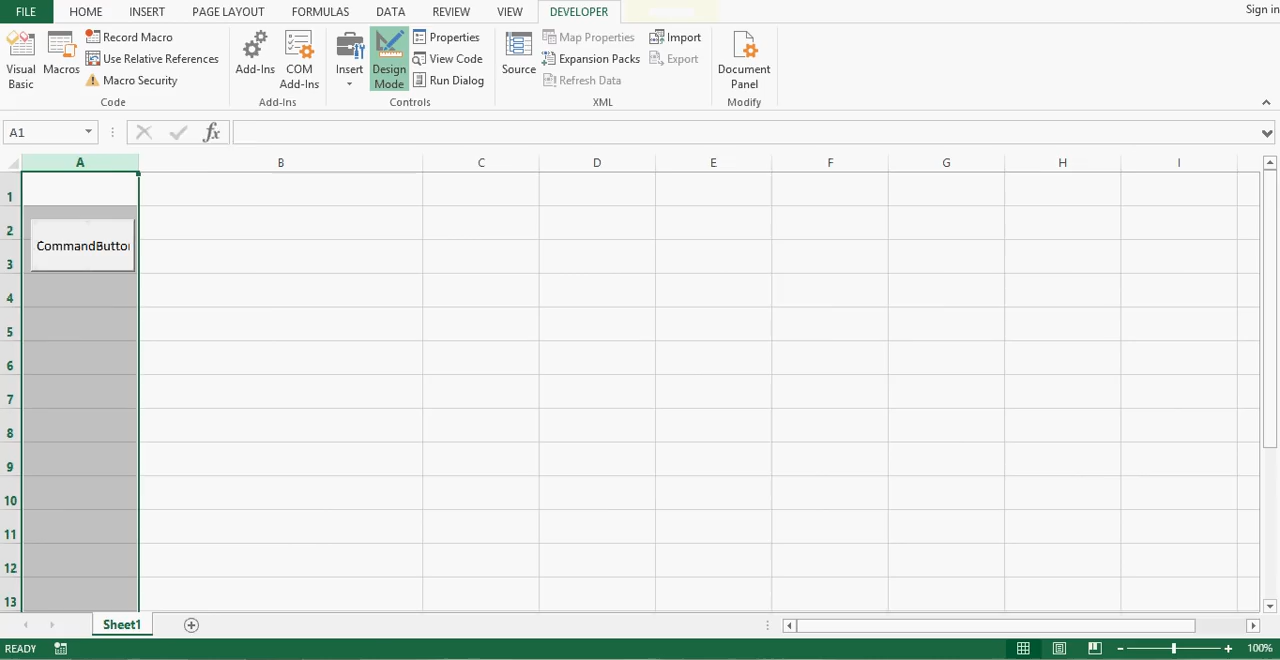 FILE HOME INSERT PAGE LAYOUT FORMULAS DATA REVIEW VIEW DEVELOPER Sign in
Visual Basic
Macros
Record Macro
Use Relative References
Macro Security
Code
Add-Ins
COM Add-Ins
Add-Ins
Insert
Design Mode
Properties
View Code
Run Dialog
Controls
Source
Map Properties
Expansion Packs
Refresh Data
Import
Export
XML
Document Panel
Modify
A1 fx
A B C D E F G H I
1
2
CommandButto
3
4
5
6
7
8
9
10
11
12
13
Sheet1
READY 100%